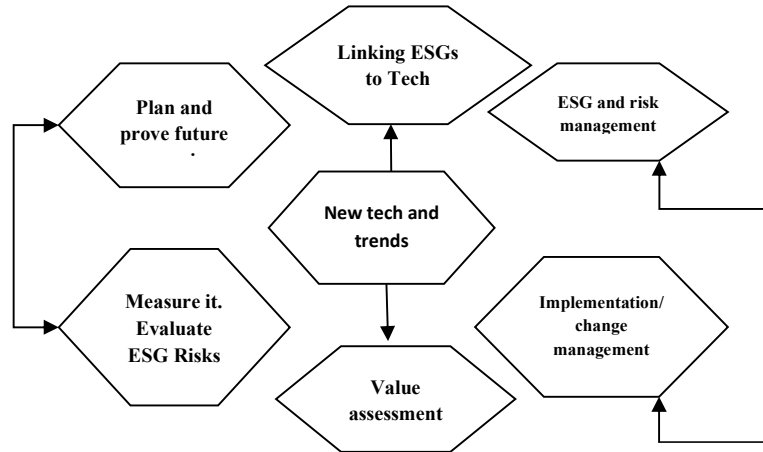 Linking ESGs
to Tech
Plan and
prove future
.
ESG and risk
management
New tech and
trends
Measure it.
Evaluate
ESG Risks
Implementation/
change
management
Value
assessment